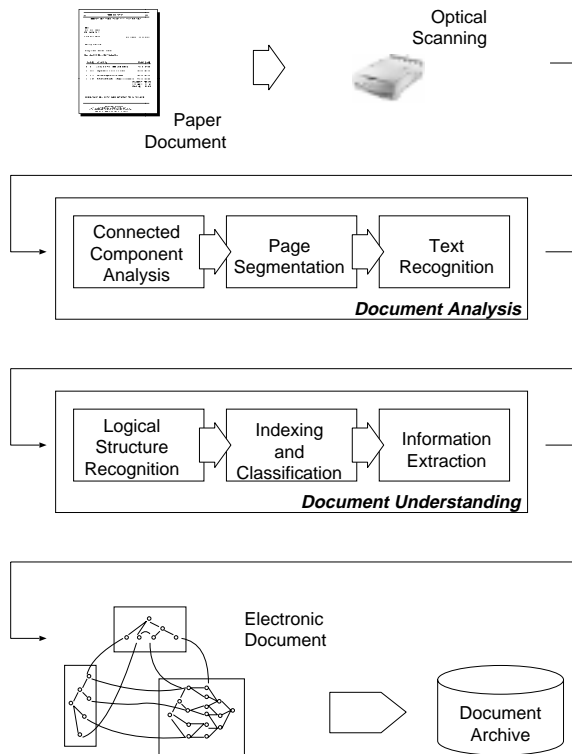 Paper
Document
Optical
Scanning
Connected
Component
Analysis
Page
Segmentation
Text
Recognition
Document Analysis
Logical
Structure
Recognition
Indexing
and
Classification
Information
Extraction
Document Understanding
Electronic
Document
Document
Archive